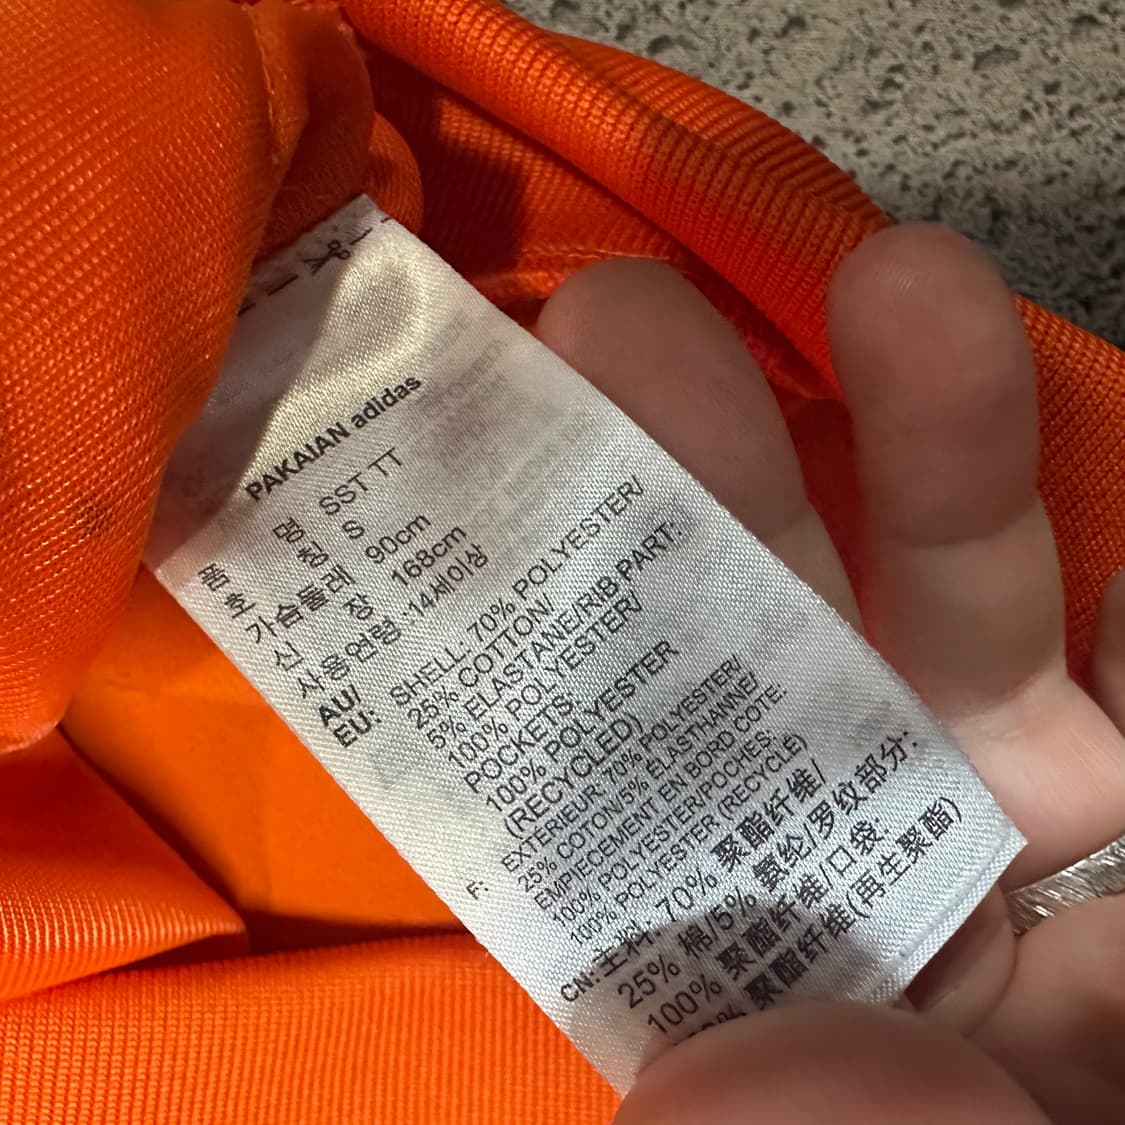 PAKAIAN adidas
품 명 SST TT
호 칭 S
가슴둘레 90cm
신 장 168cm
사용연령 :14세이상
AU/
EU: SHELL: 70% POLYESTER/
25% COTTON/
5% ELASTANE/RIB PART:
100% POLYESTER/
POCKETS:
100% POLYESTER
(RECYCLED)
F: EXTERIEUR: 70% POLYESTER/
25% COTON/5% ELASTHANNE/
EMPIECEMENT EN BORD COTE:
100% POLYESTER/POCHES:
100% POLYESTER (RECYCLÉ)
CN: 主料: 70% 聚酯纤维/
25% 棉/5% 氨纶/罗纹部分:
100% 聚酯纤维/口袋:
聚酯纤维(再生聚酯)